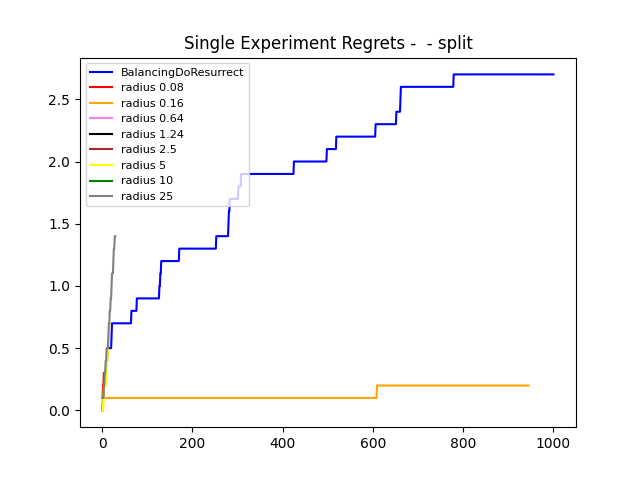 Single Experiment Regrets -  - split
BalancingDoResurrect
radius 0.08
radius 0.16
radius 0.64
radius 1.24
radius 2.5
radius 5
radius 10
radius 25
2.5
2.0
1.5
1.0
0.5
0.0
0 200 400 600 800 1000